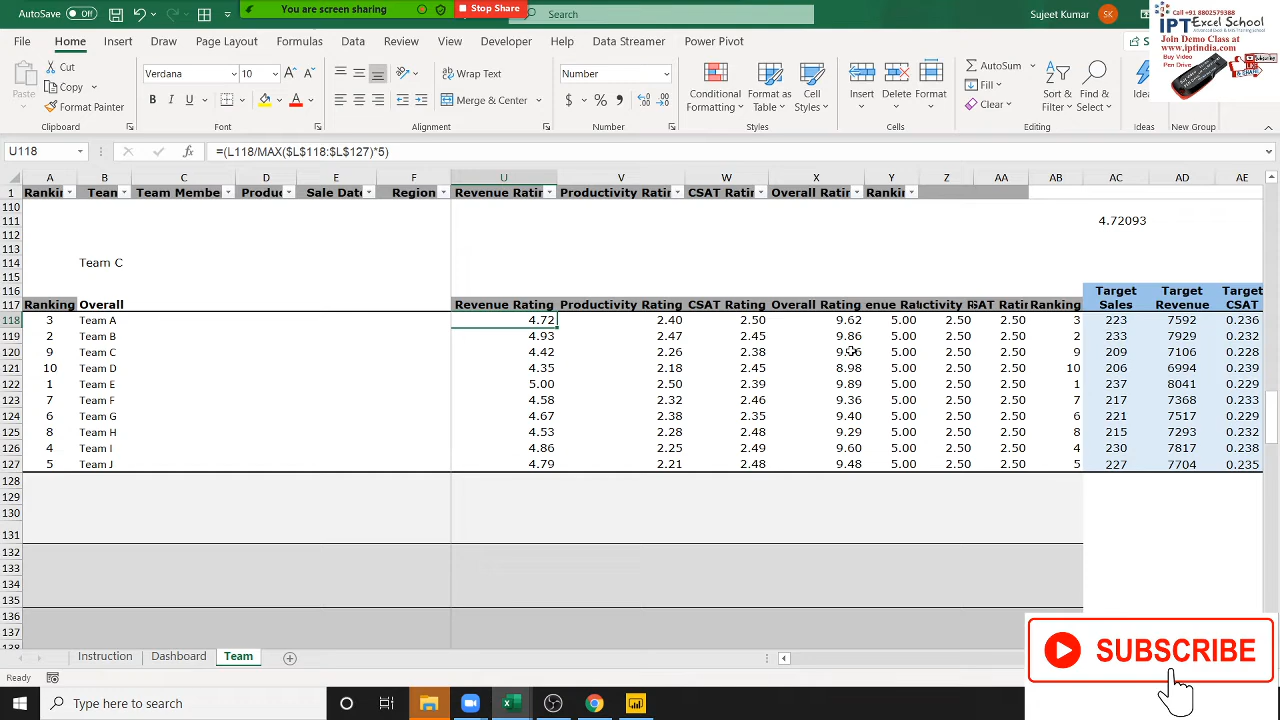 AutoSave Off
You are screen sharing
Stop Share
Search
Sujeet Kumar
SK
Call +91 8802579388
IPT Excel School
Advanced Excel & VBA Training School
Join Demo Class at
www.iptindia.com
Buy Video
Pen Drive
File Home Insert Draw Page Layout Formulas Data Review View Developer Help Data Streamer Power Pivot
Paste
Cut
Copy
Format Painter
Clipboard
Verdana 10
B I U
Font
Wrap Text
Merge & Center
Alignment
Number
$ %
Number
Conditional Formatting
Format as Table
Cell Styles
Styles
Insert Delete Format
Cells
AutoSum
Fill
Clear
Sort & Filter
Find & Select
Editing
Ideas
New Group
U118 fx =(L118/MAX($L$118:$L$127)*5)
A B C D E F U V W X Y Z AA AB AC AD AE
1 Rankin Team Team Membe Produc Sale Date Region Revenue Ratin Productivity Rating CSAT Rating Overall Ratin Rankin
110
111 4.72093
112
113
114 Team C
115
116 Target Target Target
117 Ranking Overall Revenue Rating Productivity Rating CSAT Rating Overall Rating Ranking Sales Revenue CSAT
118 3 Team A 4.72 2.40 2.50 9.62 5.00 2.50 2.50 3 223 7592 0.236
119 2 Team B 4.93 2.47 2.45 9.86 5.00 2.50 2.50 2 233 7929 0.232
120 9 Team C 4.42 2.26 2.38 5.00 2.50 2.50 9 209 7106 0.228
121 10 Team D 4.35 2.18 2.45 8.98 5.00 2.50 2.50 10 206 6994 0.239
122 1 Team E 5.00 2.50 2.39 9.89 5.00 2.50 2.50 1 237 8041 0.229
123 7 Team F 4.58 2.32 2.46 9.36 5.00 2.50 2.50 7 217 7368 0.233
124 6 Team G 4.67 2.38 2.35 9.40 5.00 2.50 2.50 6 221 7517 0.229
125 8 Team H 4.53 2.28 2.48 9.29 5.00 2.50 2.50 8 215 7293 0.232
126 4 Team I 4.86 2.25 2.49 9.60 5.00 2.50 2.50 4 230 7817 0.238
127 5 Team J 4.79 2.21 2.48 9.48 5.00 2.50 2.50 5 227 7704 0.235
128
129
130
131
132
133
134
135
136
137
Instruction Dashboard Team
Ready
Type here to search
SUBSCRIBE